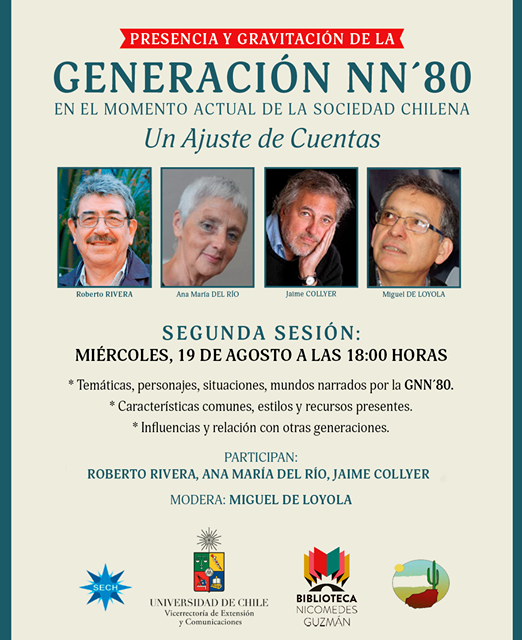 PRESENCIA Y GRAVITACIÓN DE LA
GENERACIÓN NN´80
EN EL MOMENTO ACTUAL DE LA SOCIEDAD CHILENA
Un Ajuste de Cuentas
Roberto RIVERA
Ana María DEL RÍO
Jaime COLLYER
Miguel DE LOYOLA
SEGUNDA SESIÓN:
MIÉRCOLES, 19 DE AGOSTO A LAS 18:00 HORAS
* Temáticas, personajes, situaciones, mundos narrados por la GNN´80.
* Características comunes, estilos y recursos presentes.
* Influencias y relación con otras generaciones.
PARTICIPAN:
ROBERTO RIVERA, ANA MARÍA DEL RÍO, JAIME COLLYER
MODERA: MIGUEL DE LOYOLA
SECH
UNIVERSIDAD DE CHILE
Vicerrectoría de Extensión
y Comunicaciones
BIBLIOTECA
NICOMEDES
GUZMÁN